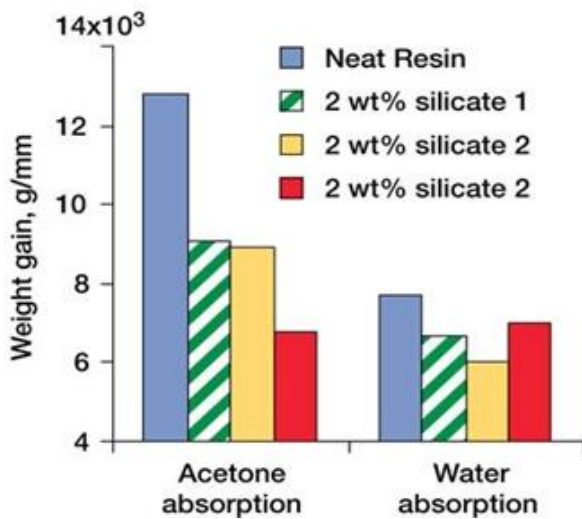 14x10³
Neat Resin
2 wt% silicate 1
2 wt% silicate 2
2 wt% silicate 2
12
10
8
6
4
Weight gain, g/mm
Acetone
absorption
Water
absorption